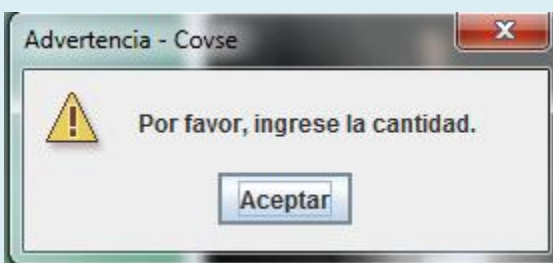 Advertencia - Covse
Por favor, ingrese la cantidad.
Aceptar